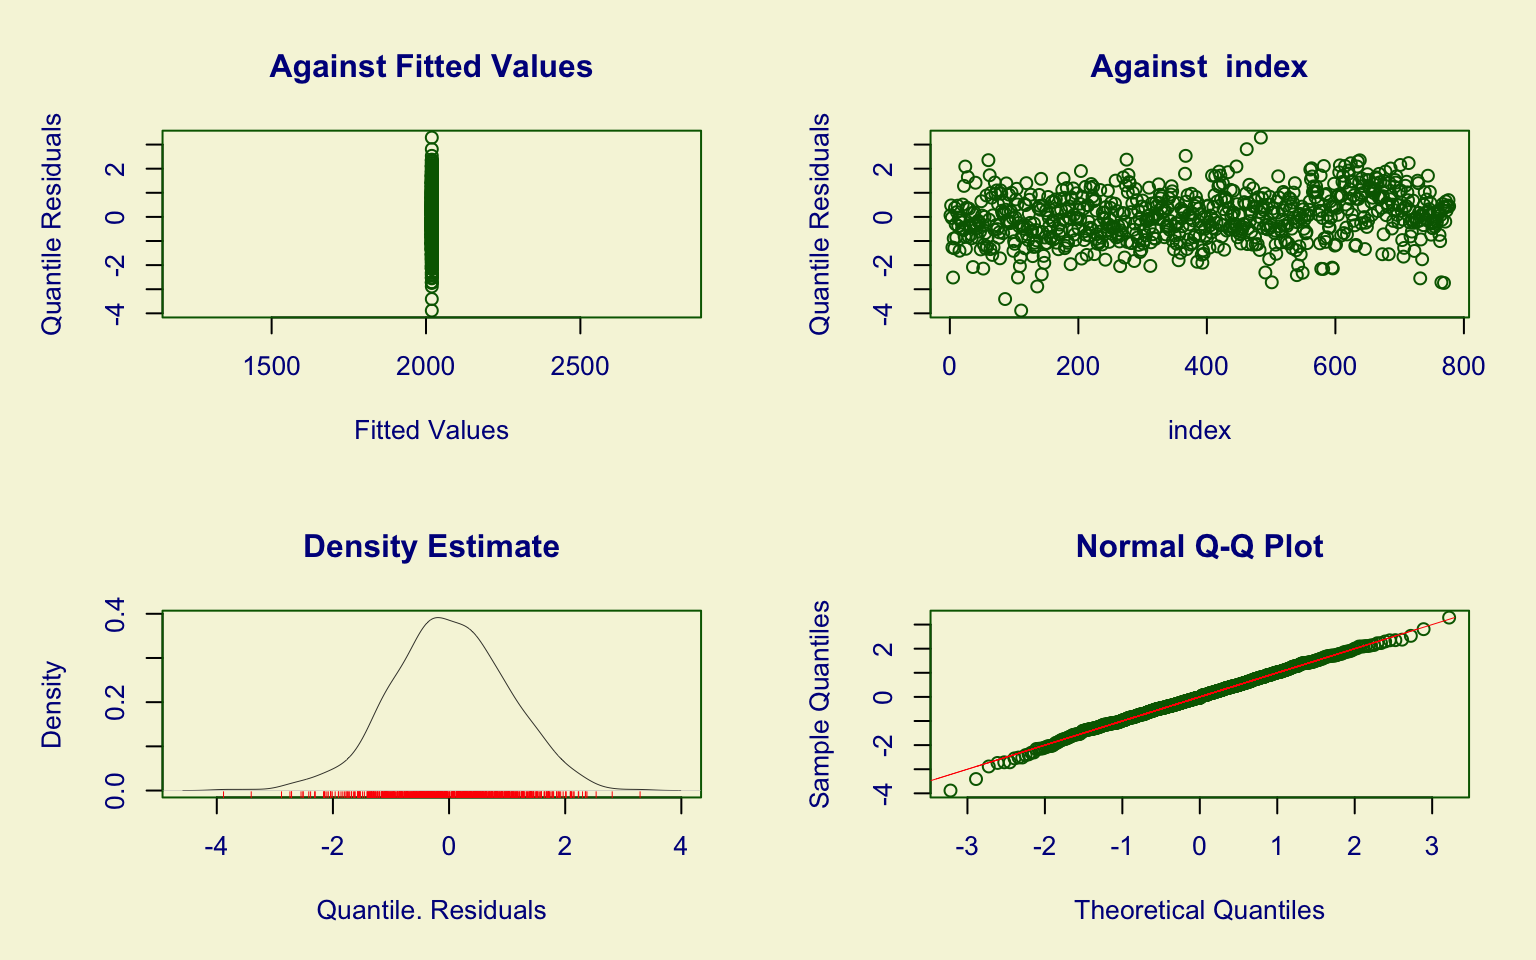 Against Fitted Values
Quantile Residuals
-4 -2 0 2
1500 2000 2500
Fitted Values
Against  index
Quantile Residuals
-4 -2 0 2
0 200 400 600 800
index
Density Estimate
Density
0.0 0.2 0.4
-4 -2 0 2 4
Quantile. Residuals
Normal Q-Q Plot
Sample Quantiles
-4 -2 0 2
-3 -2 -1 0 1 2 3
Theoretical Quantiles